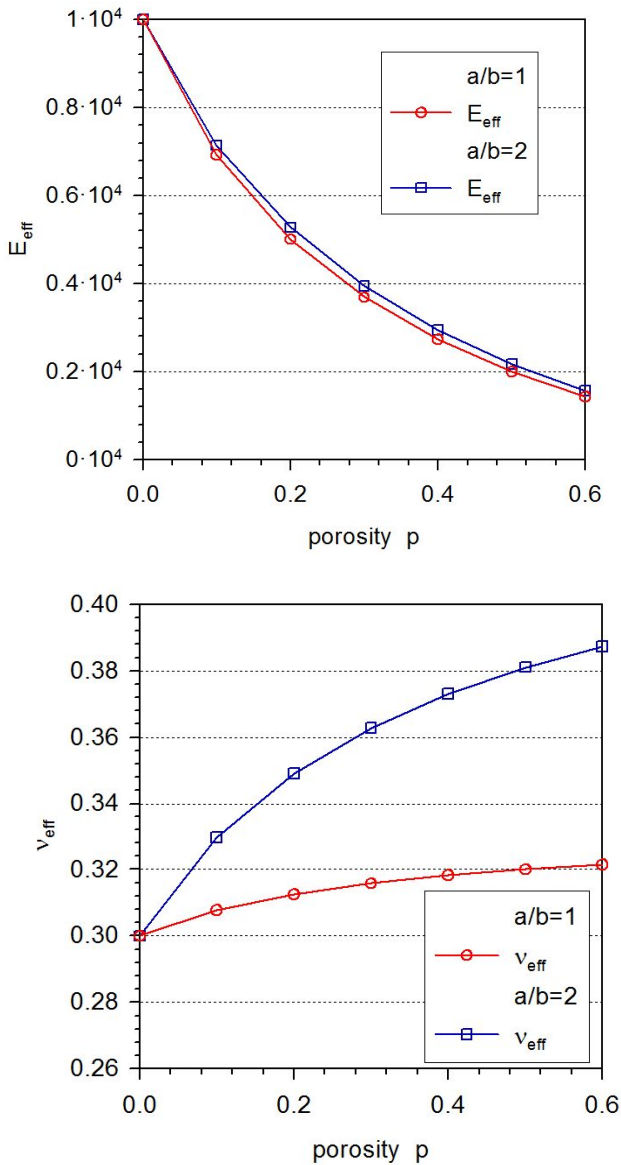 1·10⁴
0.8·10⁴
0.6·10⁴
0.4·10⁴
0.2·10⁴
0·10⁴
E_eff
a/b=1
E_eff
a/b=2
E_eff
0.0
0.2
0.4
0.6
porosity p
0.40
0.38
0.36
0.34
0.32
0.30
0.28
0.26
ν_eff
a/b=1
ν_eff
a/b=2
ν_eff
0.0
0.2
0.4
0.6
porosity p